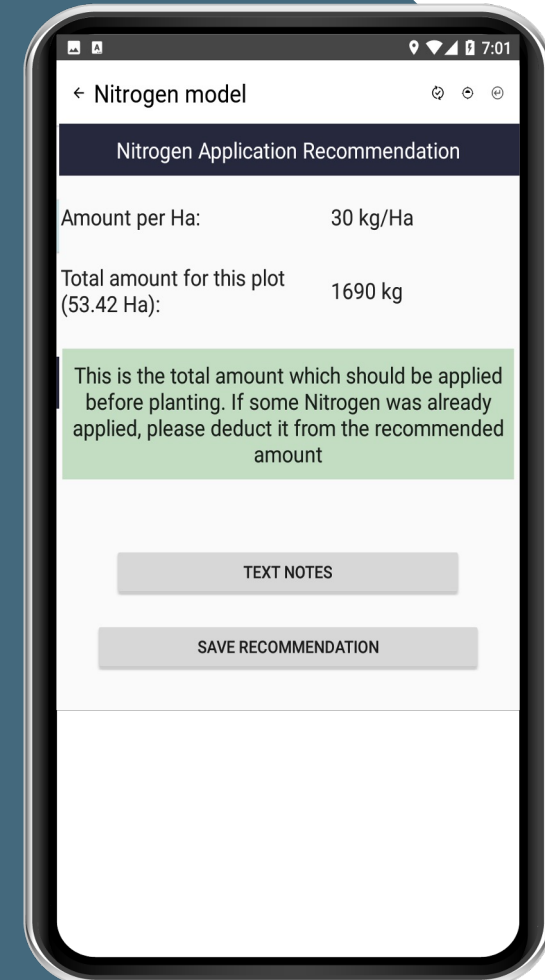 7:01
Nitrogen model
Nitrogen Application Recommendation
Amount per Ha: 30 kg/Ha
Total amount for this plot
(53.42 Ha): 1690 kg
This is the total amount which should be applied
before planting. If some Nitrogen was already
applied, please deduct it from the recommended
amount
TEXT NOTES
SAVE RECOMMENDATION